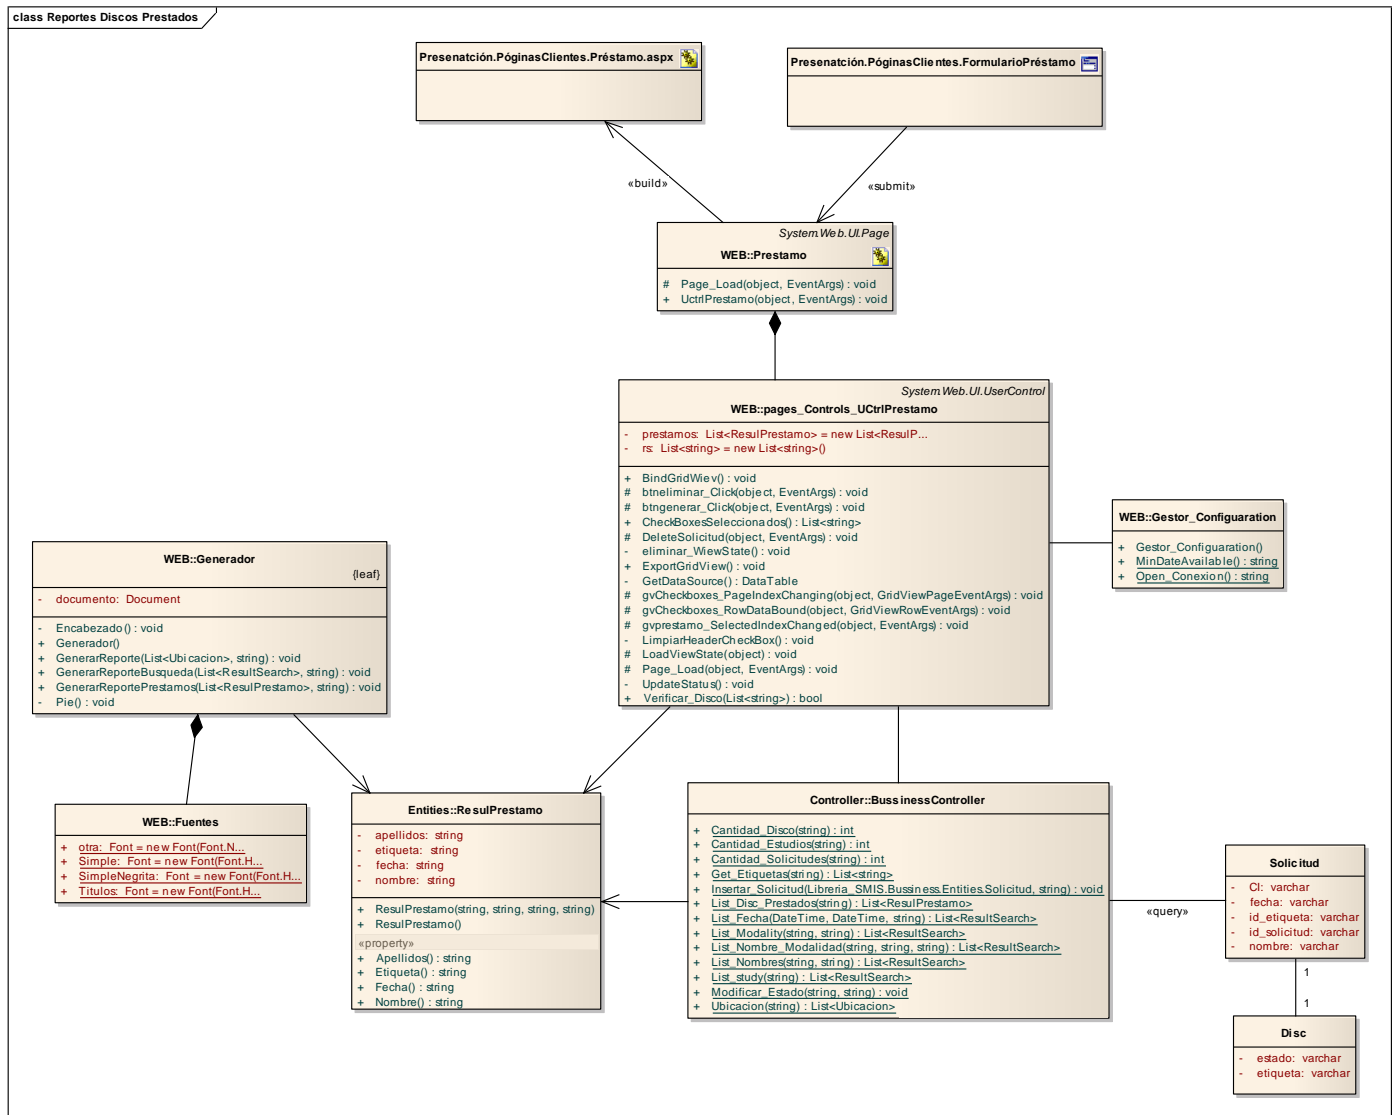 class Reportes Discos Prestados
Presenatción.PóginasClientes.Préstamo.aspx
Presenatción.PóginasClientes.FormularioPréstamo
«build»
«submit»
System.Web.UI.Page
WEB::Prestamo
# Page_Load(object, EventArgs) : void
+ UctrlPrestamo(object, EventArgs) : void
System.Web.UI.UserControl
WEB::pages_Controls_UCtrlPrestamo
- prestamos: List<ResulPrestamo> = new List<ResulP...
- rs: List<string> = new List<string>()
+ BindGridWiev() : void
# btneliminar_Click(object, EventArgs) : void
# btngenerar_Click(object, EventArgs) : void
+ CheckBoxesSeleccionados() : List<string>
# DeleteSolicitud(object, EventArgs) : void
- eliminar_WiewState() : void
+ ExportGridView() : void
- GetDataSource() : DataTable
# gvCheckboxes_PageIndexChanging(object, GridViewPageEventArgs) : void
# gvCheckboxes_RowDataBound(object, GridViewRowEventArgs) : void
# gvprestamo_SelectedIndexChanged(object, EventArgs) : void
- LimpiarHeaderCheckBox() : void
# LoadViewState(object) : void
# Page_Load(object, EventArgs) : void
- UpdateStatus() : void
+ Verificar_Disco(List<string>) : bool
WEB::Gestor_Configuaration
+ Gestor_Configuaration()
+ MinDateAvailable() : string
+ Open_Conexion() : string
WEB::Generador
{leaf}
- documento: Document
- Encabezado() : void
+ Generador()
+ GenerarReporte(List<Ubicacion>, string) : void
+ GenerarReporteBusqueda(List<ResultSearch>, string) : void
+ GenerarReportePrestamos(List<ResulPrestamo>, string) : void
- Pie() : void
WEB::Fuentes
+ otra: Font = new Font(Font.N...
+ Simple: Font = new Font(Font.H...
+ SimpleNegrita: Font = new Font(Font.H...
+ Titulos: Font = new Font(Font.H...
Entities::ResulPrestamo
- apellidos: string
- etiqueta: string
- fecha: string
- nombre: string
+ ResulPrestamo(string, string, string, string)
+ ResulPrestamo()
«property»
+ Apellidos() : string
+ Etiqueta() : string
+ Fecha() : string
+ Nombre() : string
Controller::BussinessController
+ Cantidad_Disco(string) : int
+ Cantidad_Estudios(string) : int
+ Cantidad_Solicitudes(string) : int
+ Get_Etiquetas(string) : List<string>
+ Insertar_Solicitud(Libreria_SMIS.Bussiness.Entities.Solicitud, string) : void
+ List_Disc_Prestados(string) : List<ResulPrestamo>
+ List_Fecha(DateTime, DateTime, string) : List<ResultSearch>
+ List_Modality(string, string) : List<ResultSearch>
+ List_Nombre_Modalidad(string, string, string) : List<ResultSearch>
+ List_Nombres(string, string) : List<ResultSearch>
+ List_study(string) : List<ResultSearch>
+ Modificar_Estado(string, string) : void
+ Ubicacion(string) : List<Ubicacion>
«query»
Solicitud
- CI: varchar
- fecha: varchar
- id_etiqueta: varchar
- id_solicitud: varchar
- nombre: varchar
1
1
Disc
- estado: varchar
- etiqueta: varchar